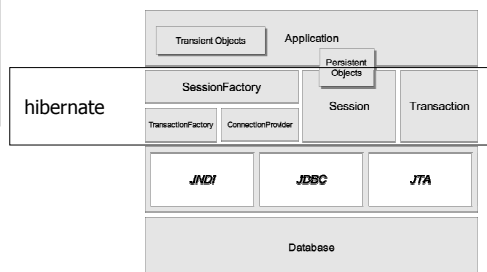 Transient Objects
Application
Persistent
Objects
hibernate
SessionFactory
Session
Transaction
TransactionFactory
ConnectionProvider
JNDI
JDBC
JTA
Database